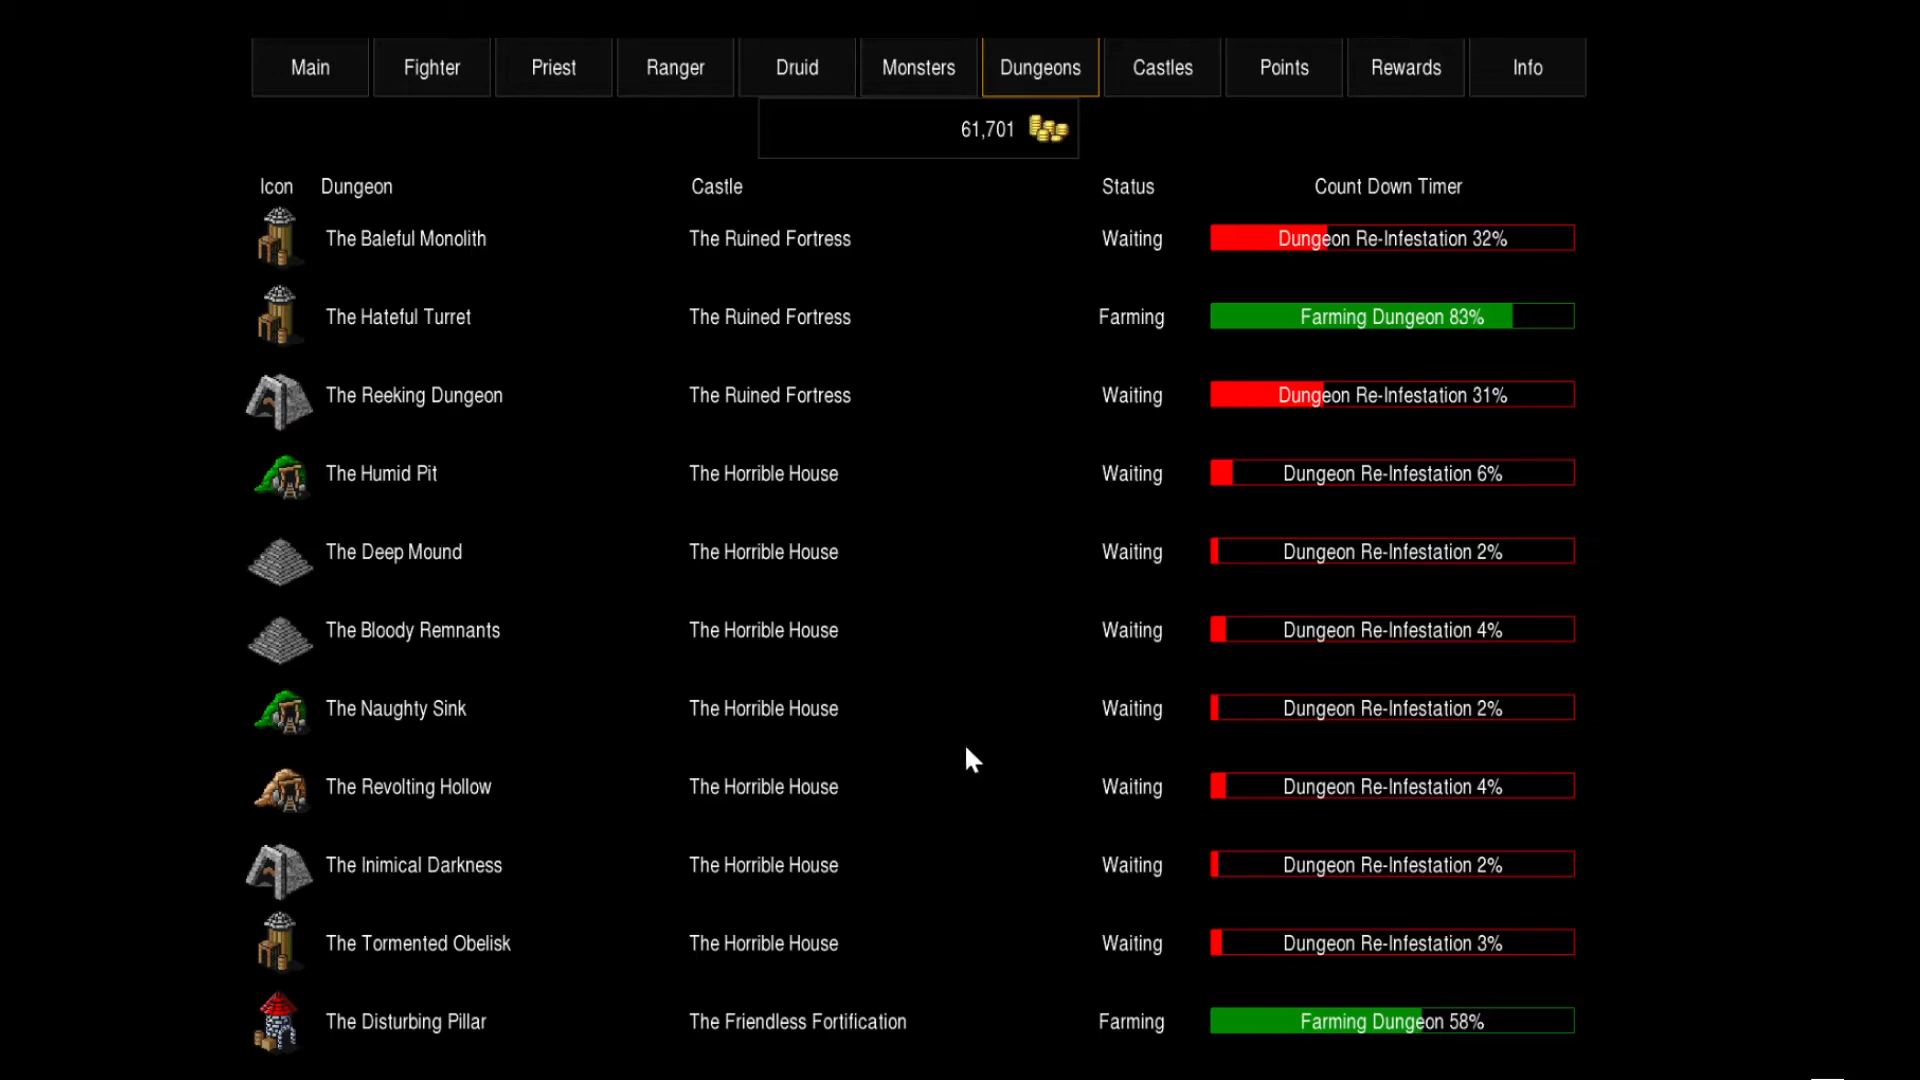 Main Fighter Priest Ranger Druid Monsters Dungeons Castles Points Rewards Info
61,701
Icon Dungeon Castle Status Count Down Timer
The Baleful Monolith The Ruined Fortress Waiting Dungeon Re-Infestation 32%
The Hateful Turret The Ruined Fortress Farming Farming Dungeon 83%
The Reeking Dungeon The Ruined Fortress Waiting Dungeon Re-Infestation 31%
The Humid Pit The Horrible House Waiting Dungeon Re-Infestation 6%
The Deep Mound The Horrible House Waiting Dungeon Re-Infestation 2%
The Bloody Remnants The Horrible House Waiting Dungeon Re-Infestation 4%
The Naughty Sink The Horrible House Waiting Dungeon Re-Infestation 2%
The Revolting Hollow The Horrible House Waiting Dungeon Re-Infestation 4%
The Inimical Darkness The Horrible House Waiting Dungeon Re-Infestation 2%
The Tormented Obelisk The Horrible House Waiting Dungeon Re-Infestation 3%
The Disturbing Pillar The Friendless Fortification Farming Farming Dungeon 58%